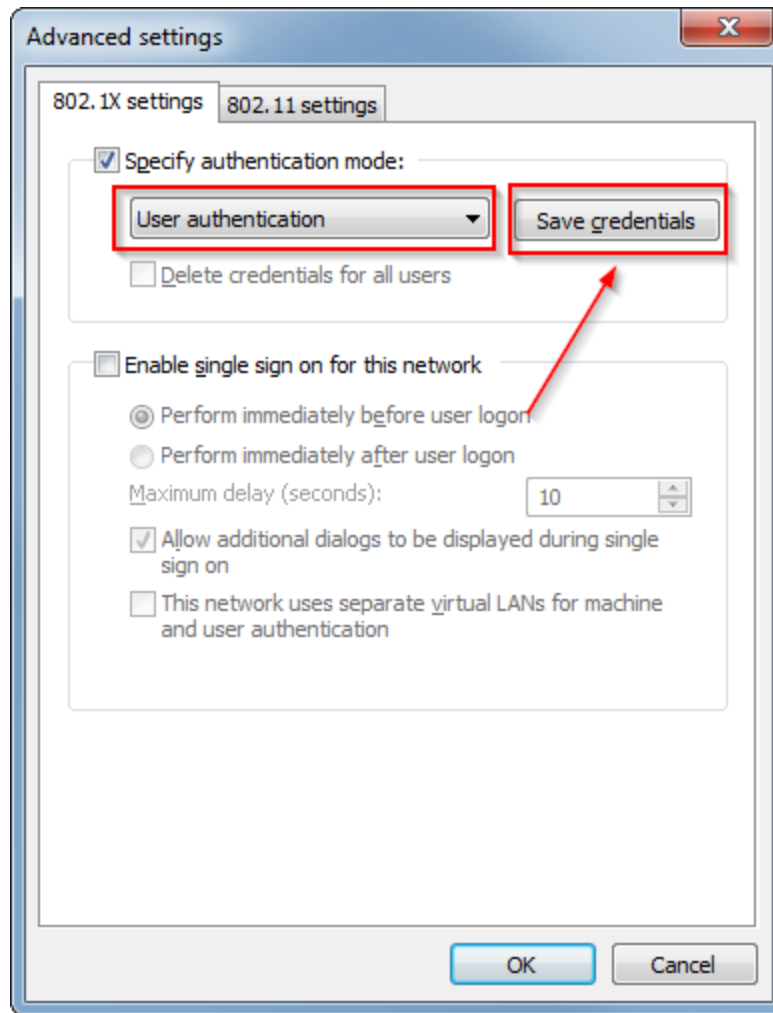 Advanced settings
802.1X settings
802.11 settings
Specify authentication mode:
User authentication
Save credentials
Delete credentials for all users
Enable single sign on for this network
Perform immediately before user logon
Perform immediately after user logon
Maximum delay (seconds):
10
Allow additional dialogs to be displayed during single
sign on
This network uses separate virtual LANs for machine
and user authentication
OK
Cancel